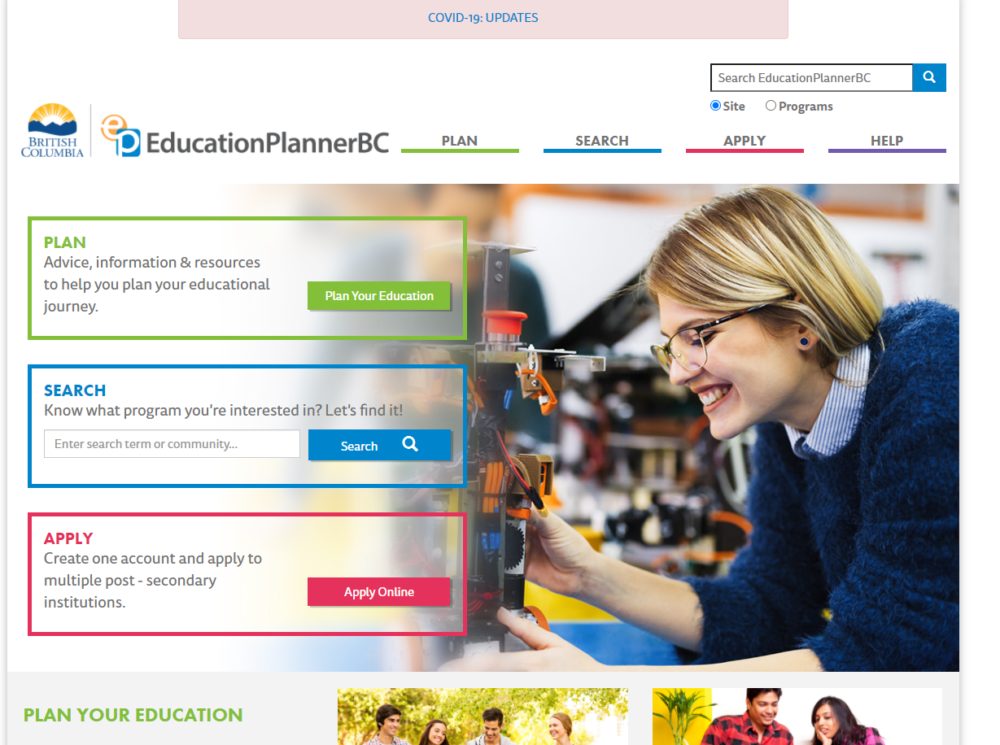 COVID-19: UPDATES
Search EducationPlannerBC
Site Programs
BRITISH
COLUMBIA
ep EducationPlannerBC
PLAN SEARCH APPLY HELP
PLAN
Advice, information & resources
to help you plan your educational
journey.
Plan Your Education
SEARCH
Know what program you're interested in? Let's find it!
Enter search term or community...
Search
APPLY
Create one account and apply to
multiple post - secondary
institutions.
Apply Online
PLAN YOUR EDUCATION